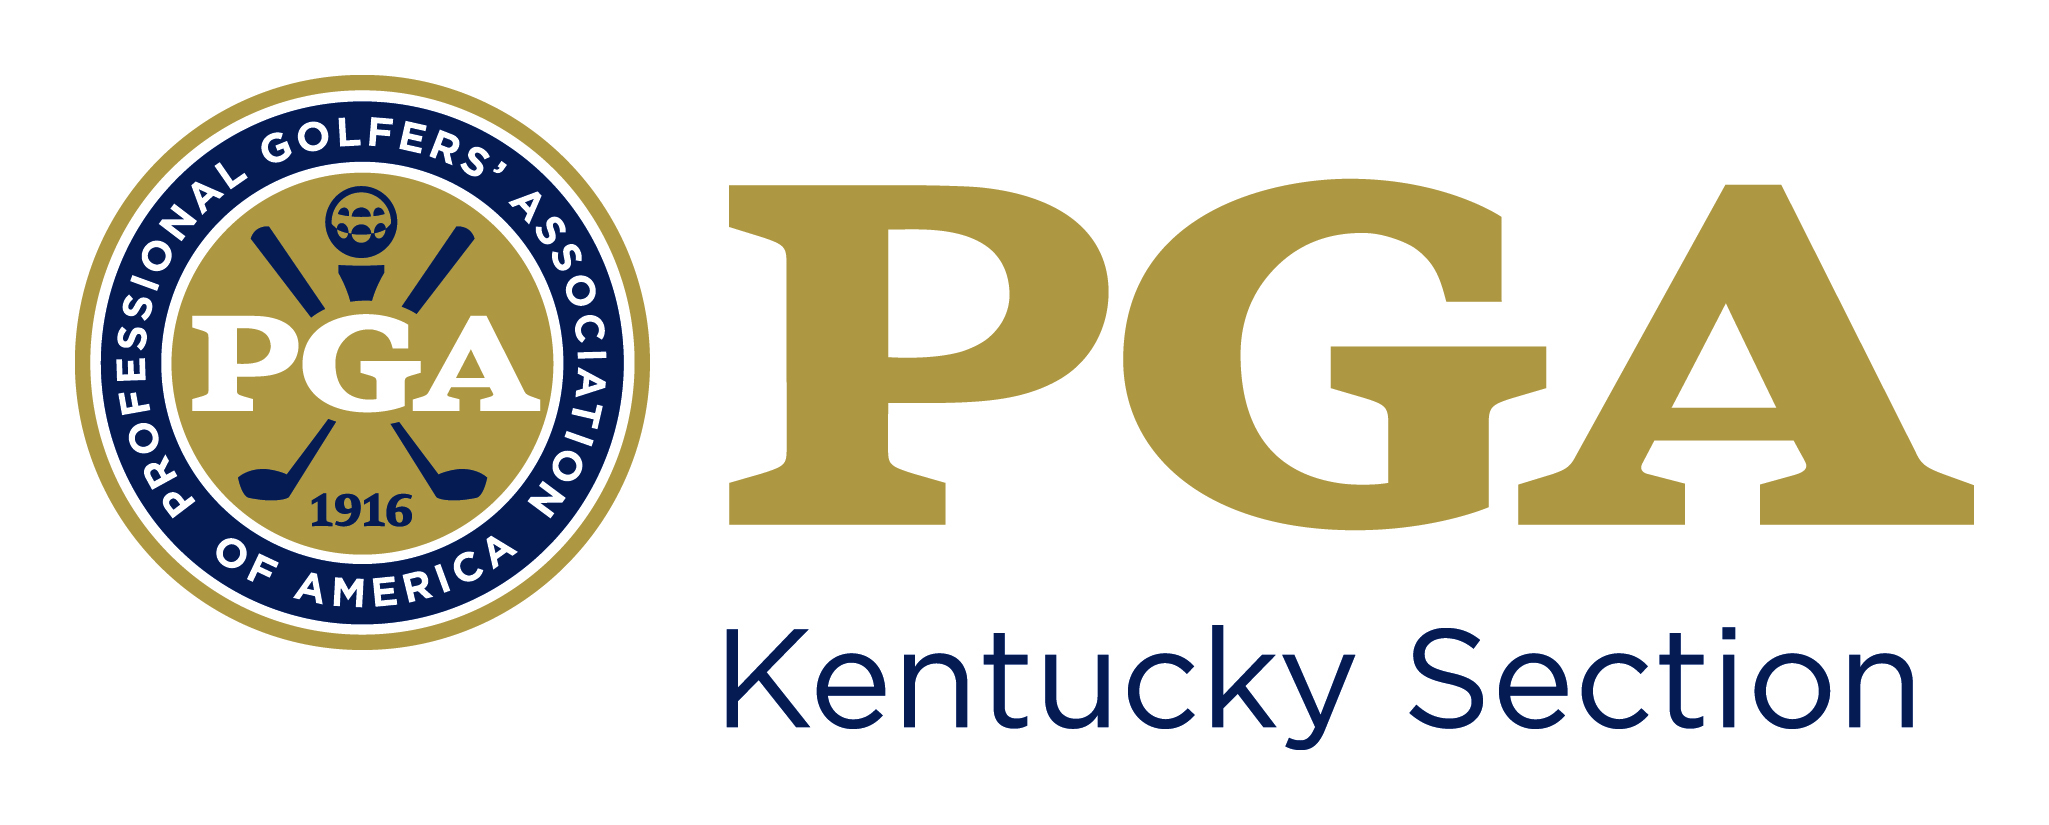 PROFESSIONAL GOLFERS' ASSOCIATION
OF AMERICA
PGA
1916
PGA
Kentucky Section